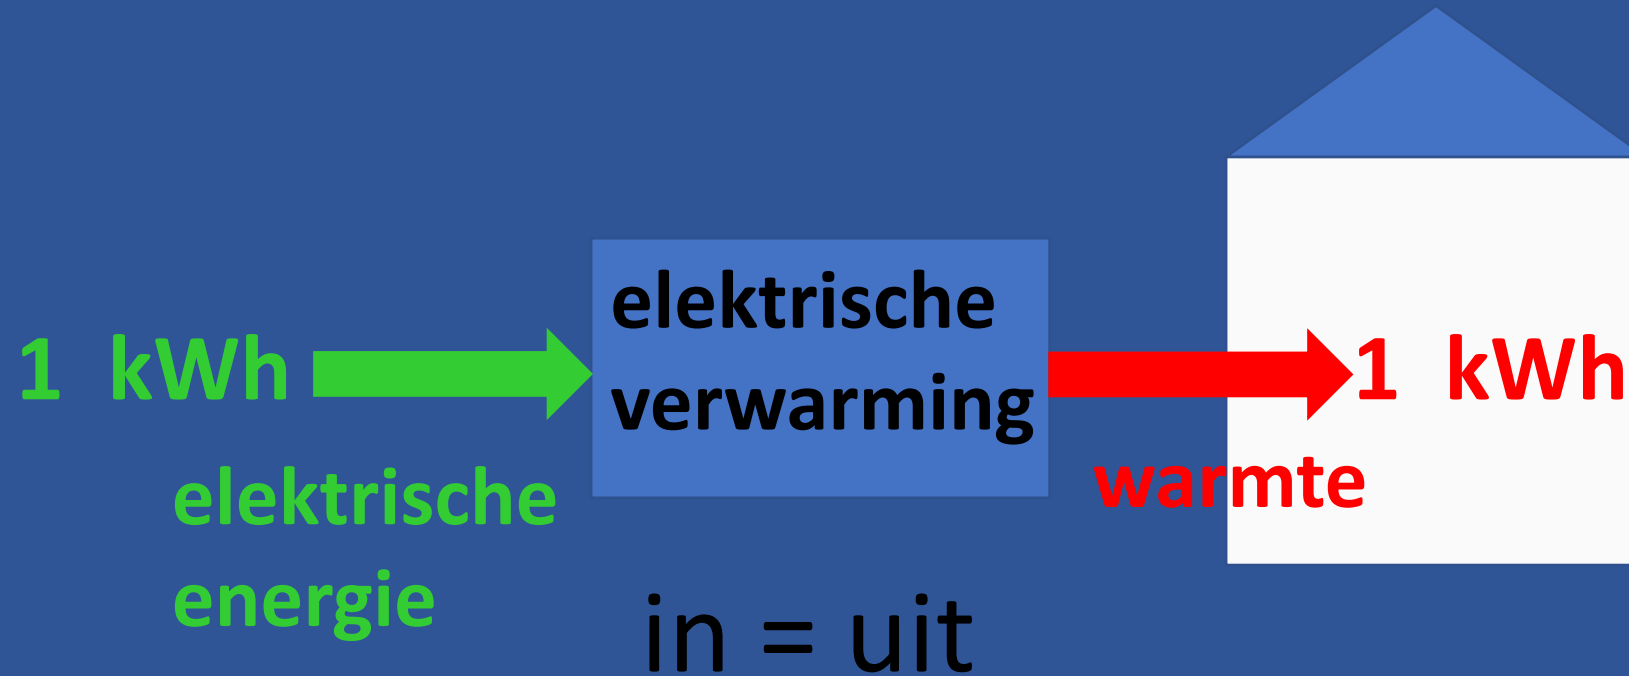 1 kWh
elektrische
energie
elektrische
verwarming
warmte
1 kWh
in = uit